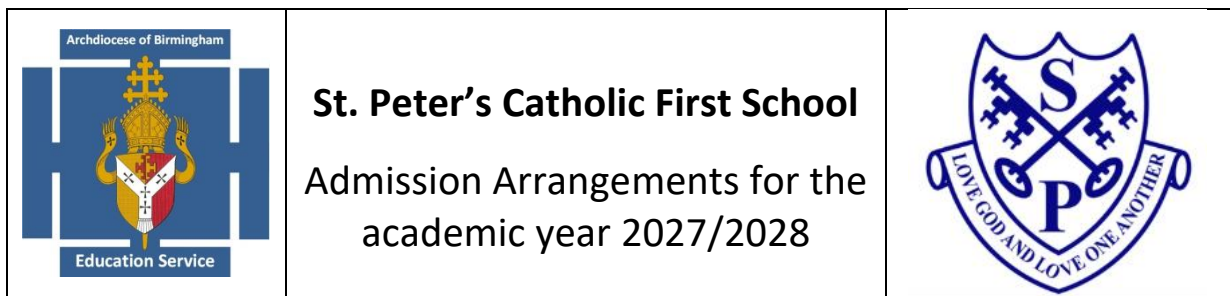 Archdiocese of Birmingham
Education Service
St. Peter’s Catholic First School
Admission Arrangements for the
academic year 2027/2028
S
P
LOVE GOD AND LOVE ONE ANOTHER